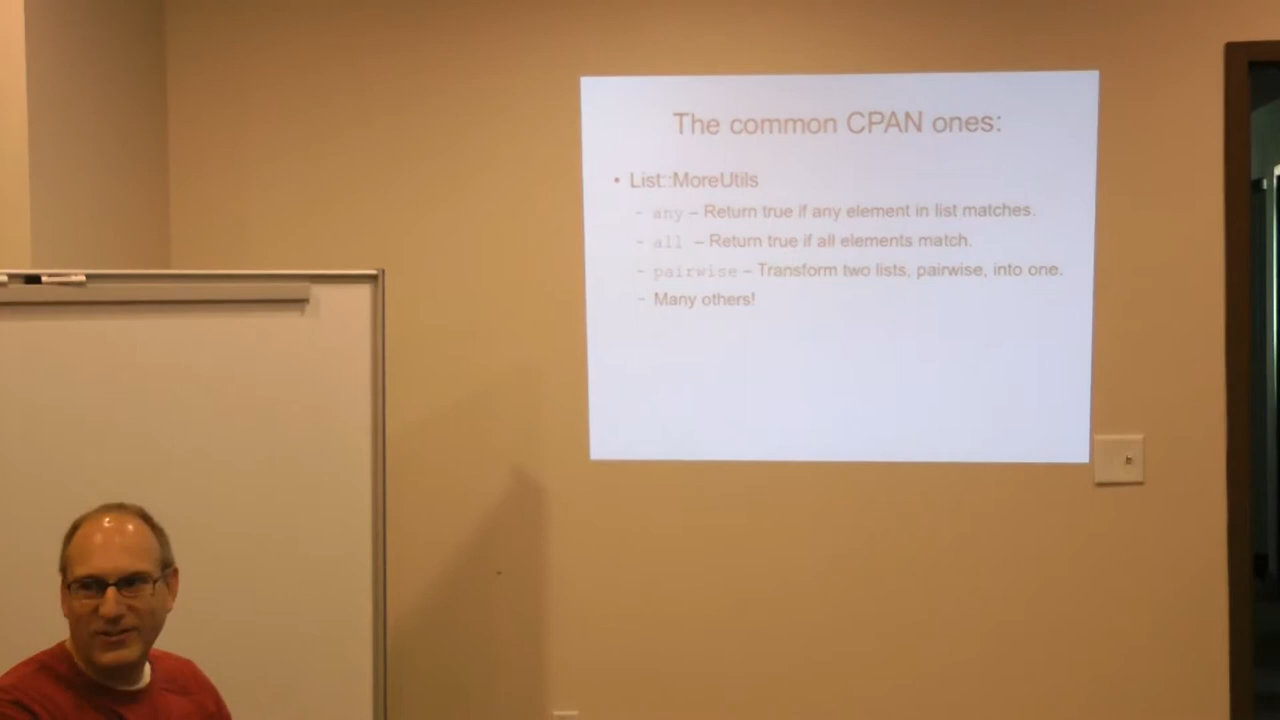 The common CPAN ones:
• List::MoreUtils
– any – Return true if any element in list matches.
– all – Return true if all elements match.
– pairwise – Transform two lists, pairwise, into one.
– Many others!